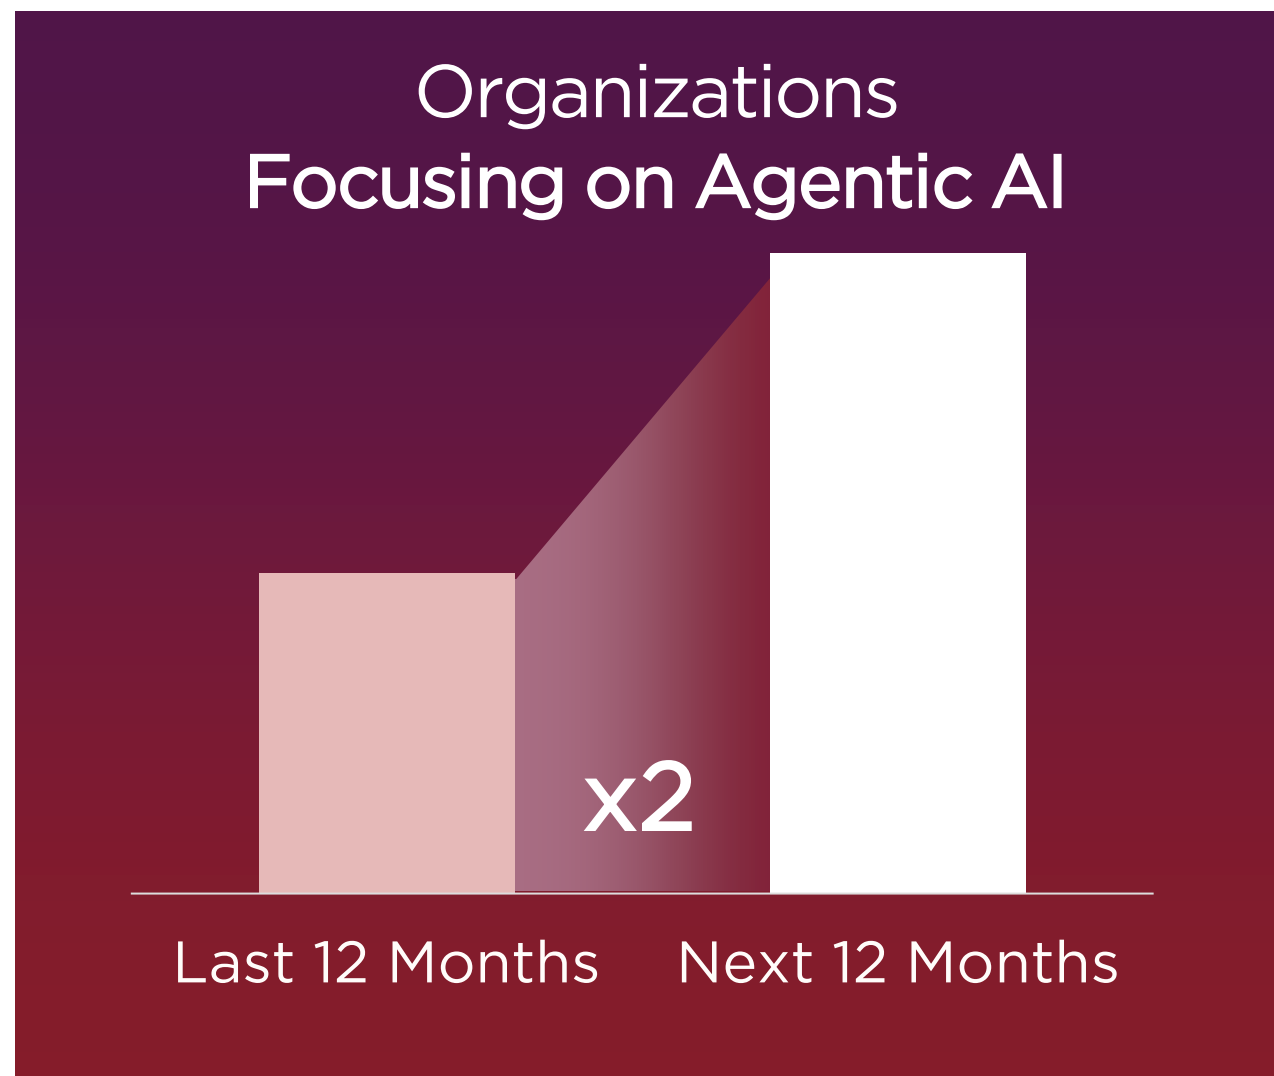 Organizations
Focusing on Agentic AI
x2
Last 12 Months
Next 12 Months